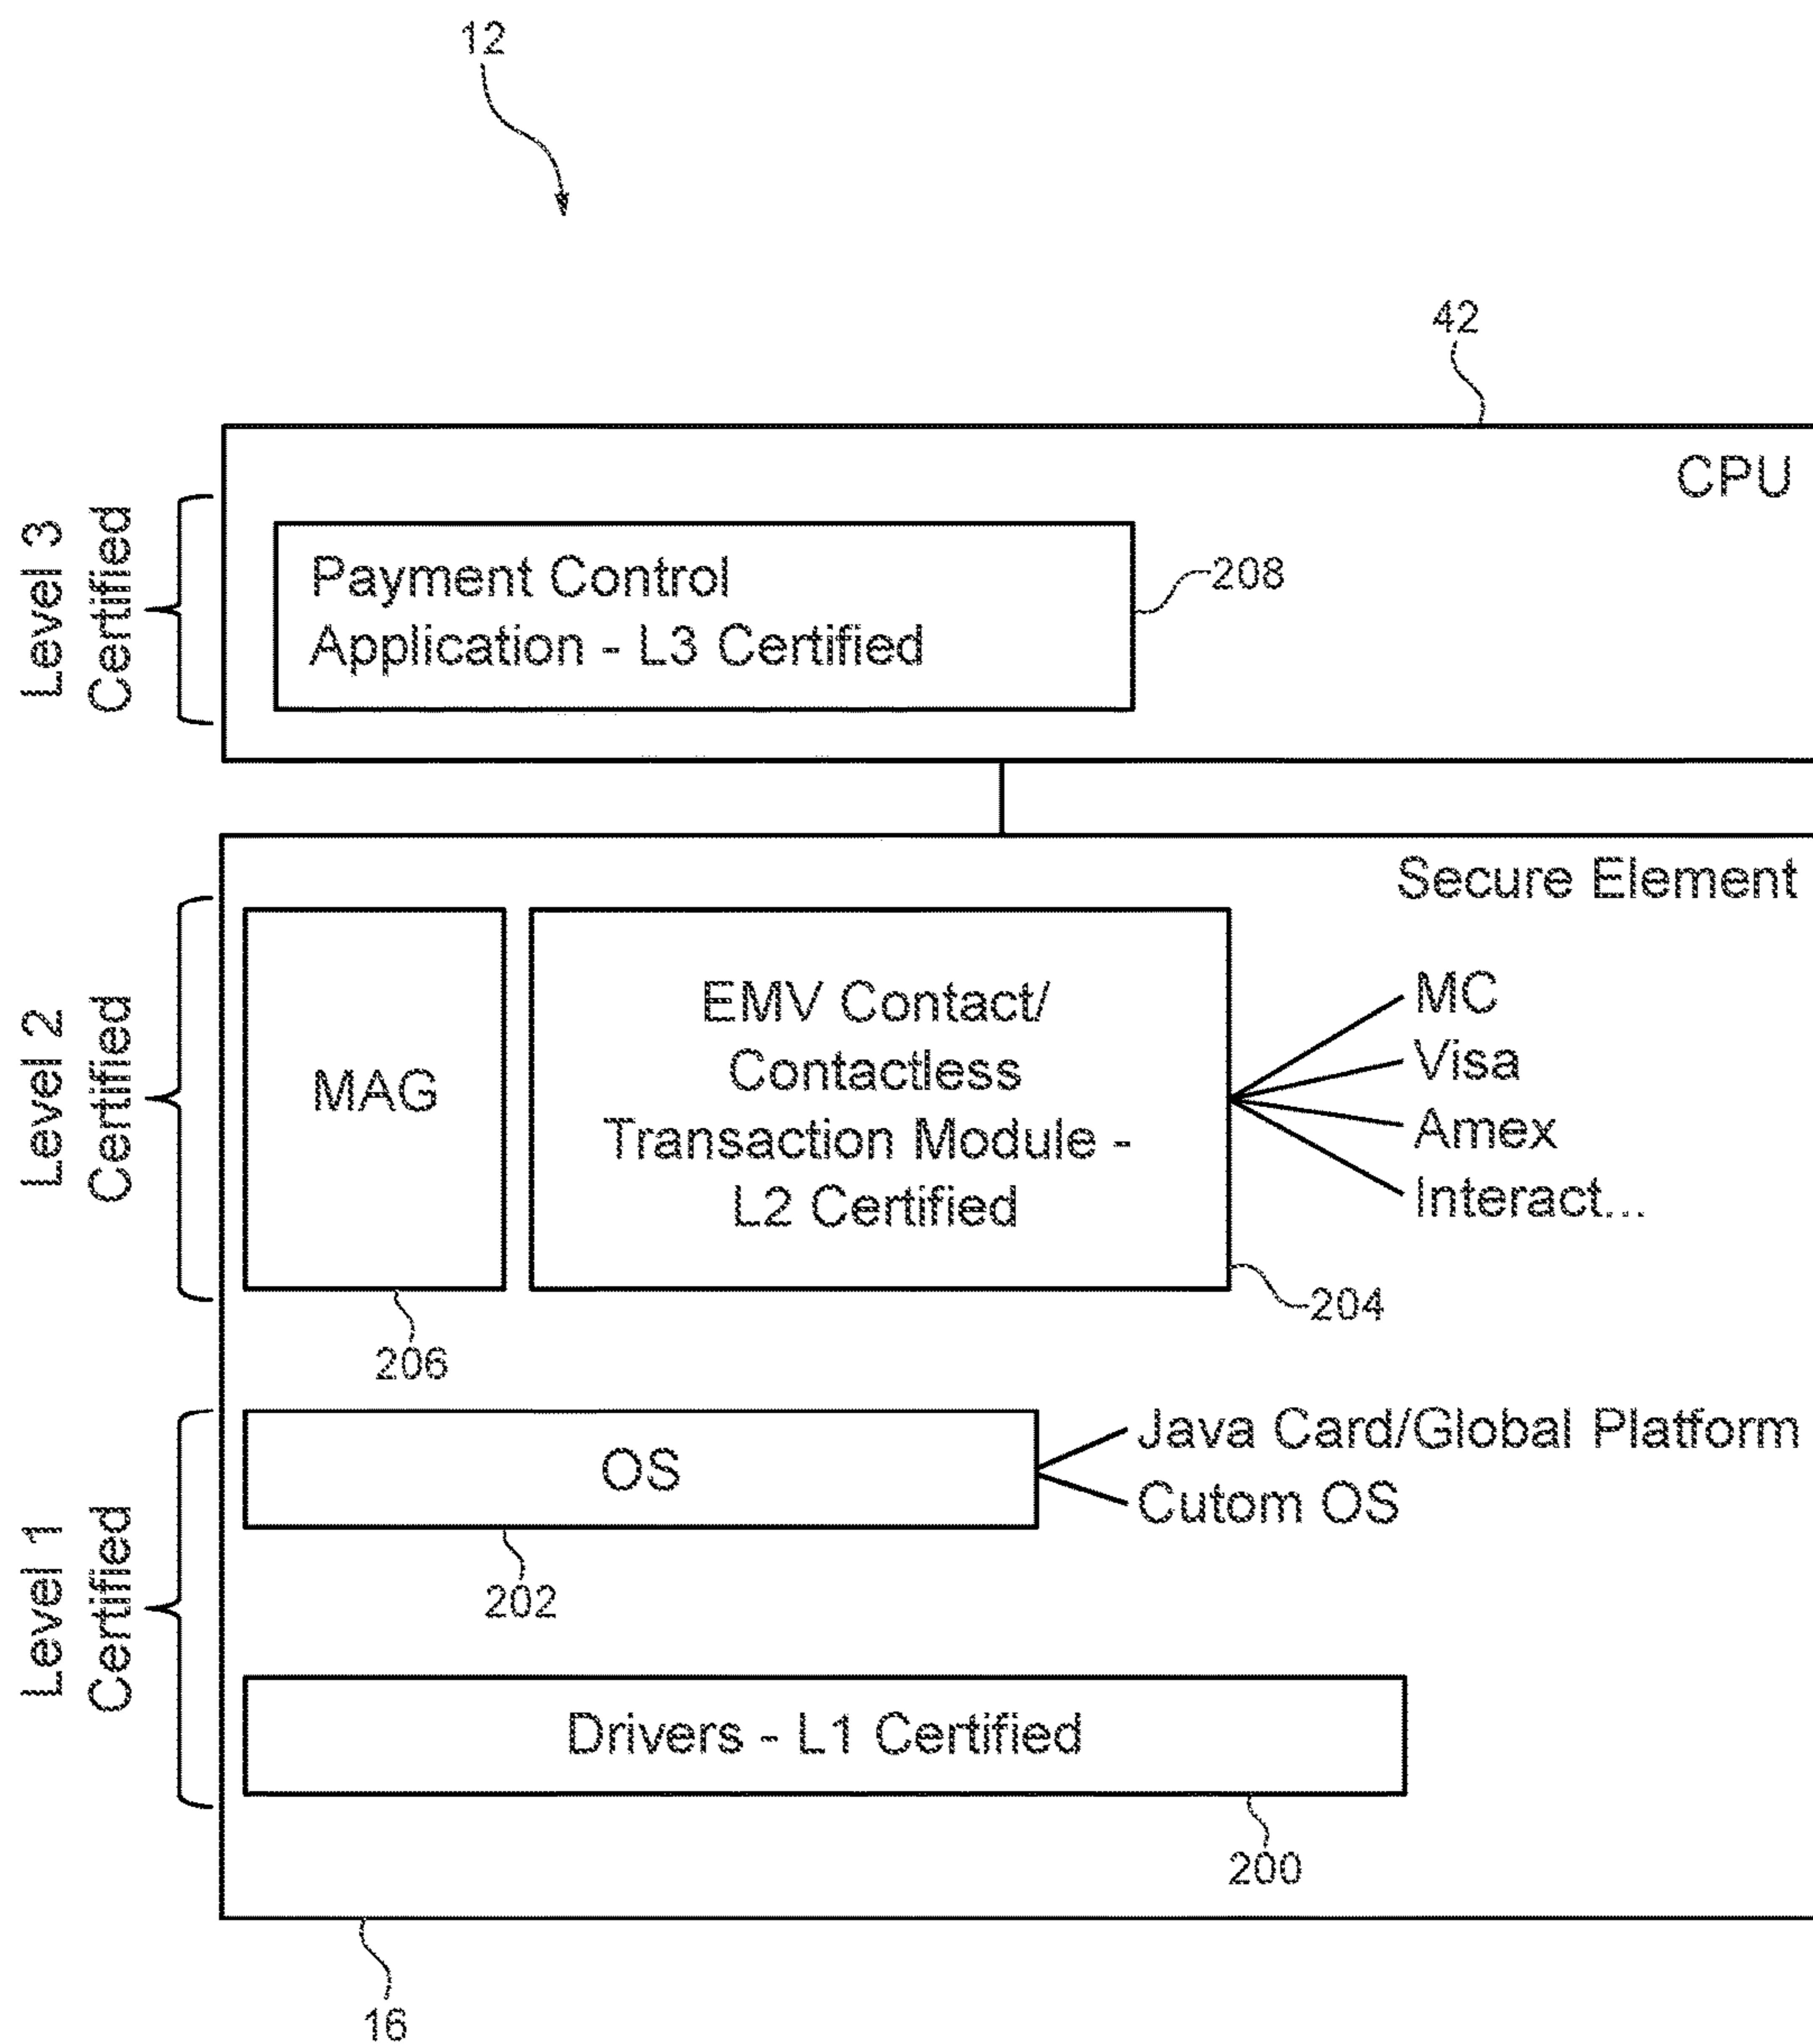 12
42
CPU
Level 3
Certified
Payment Control
Application - L3 Certified
208
Secure Element
Level 2
Certified
MAG
EMV Contact/
Contactless
Transaction Module -
L2 Certified
MC
Visa
Amex
Interact...
204
206
Level 1
Certified
OS
Java Card/Global Platform
Cutom OS
202
Drivers - L1 Certified
200
16